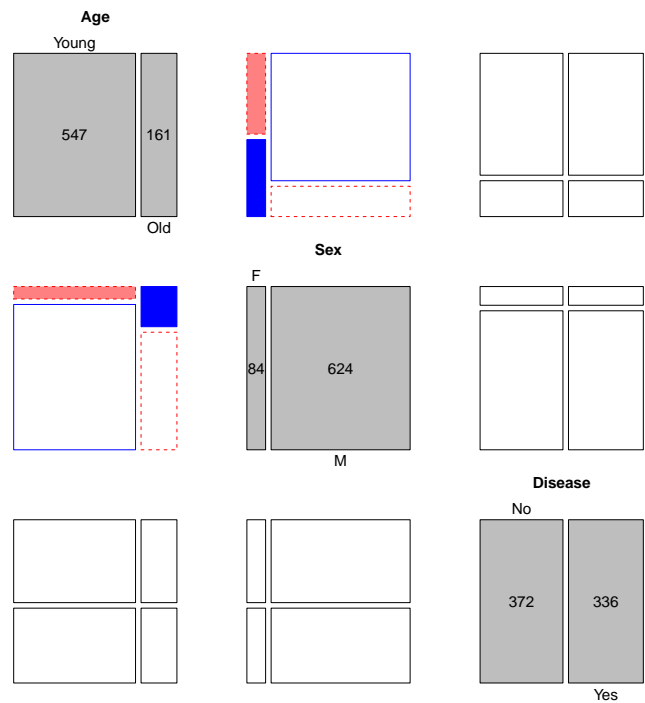 Age
Young
547
161
Old
Sex
F
84
624
M
Disease
No
372
336
Yes